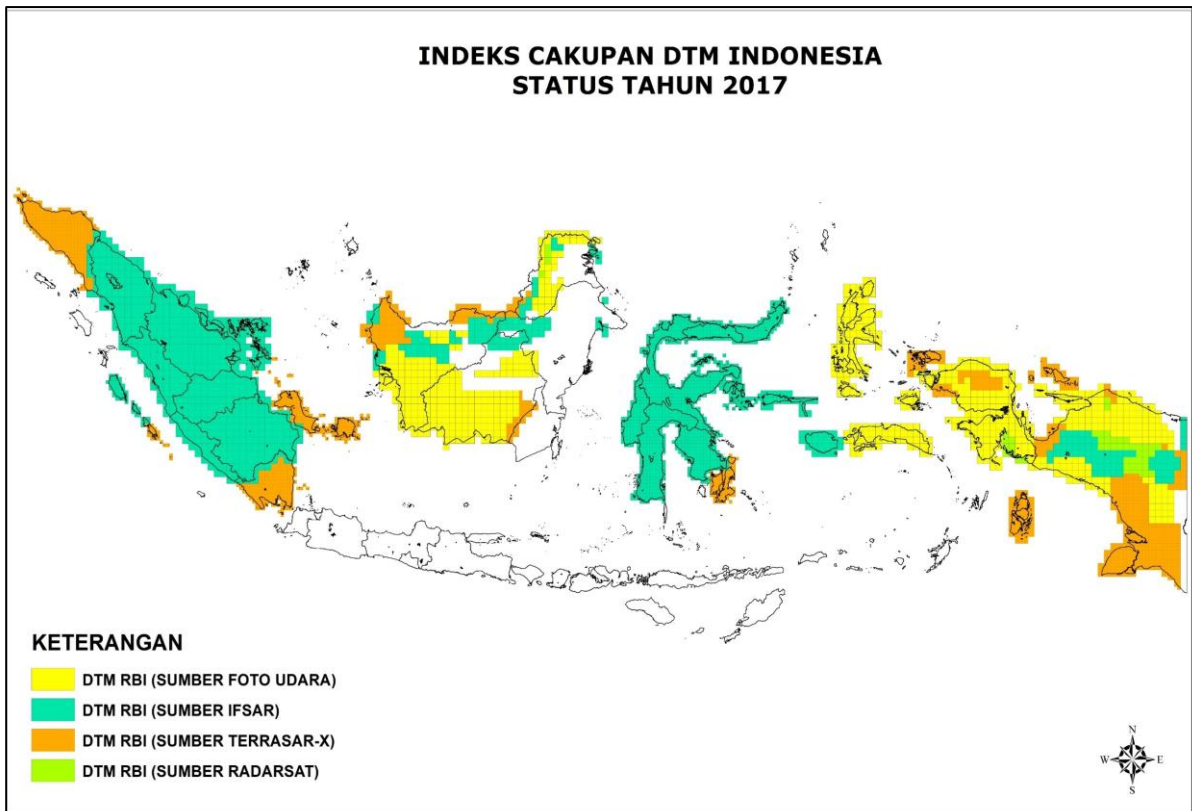 INDEKS CAKUPAN DTM INDONESIA
STATUS TAHUN 2017
KETERANGAN
DTM RBI (SUMBER FOTO UDARA)
DTM RBI (SUMBER IFSAR)
DTM RBI (SUMBER TERRASAR-X)
DTM RBI (SUMBER RADARSAT)
N
W E
S